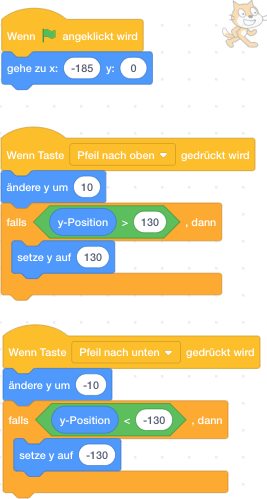 Wenn angeklickt wird
gehe zu x: -185 y: 0
Wenn Taste Pfeil nach oben gedrückt wird
ändere y um 10
falls y-Position > 130 , dann
setze y auf 130
Wenn Taste Pfeil nach unten gedrückt wird
ändere y um -10
falls y-Position < -130 , dann
setze y auf -130